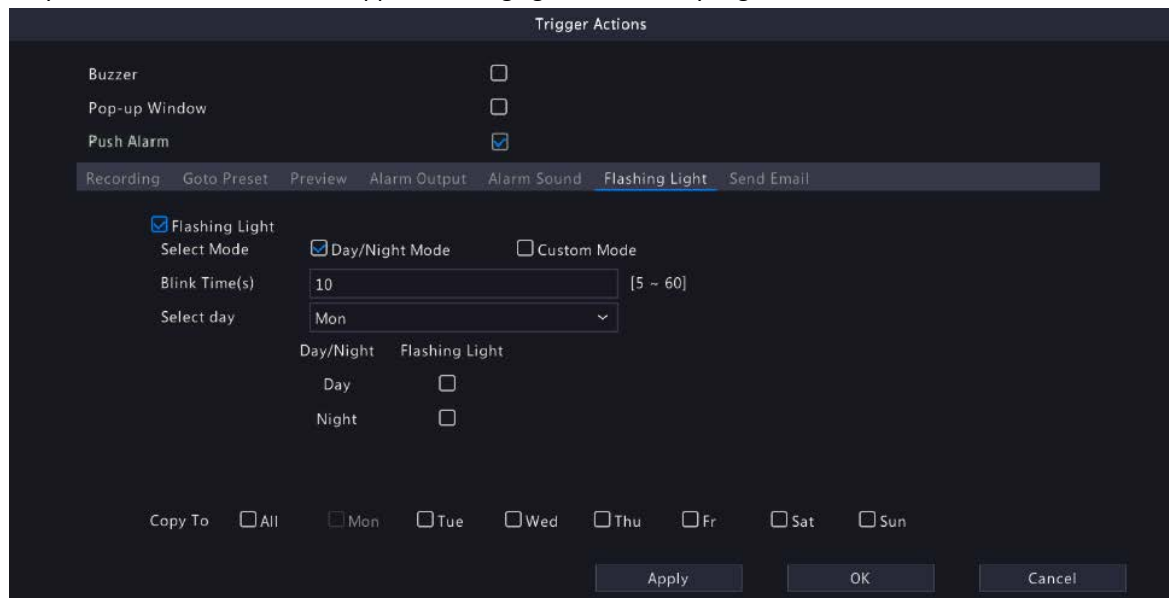 Trigger Actions
Buzzer
Pop-up Window
Push Alarm
Recording Goto Preset Preview Alarm Output Alarm Sound Flashing Light Send Email
Flashing Light
Select Mode Day/Night Mode Custom Mode
Blink Time(s) 10 [5 ~ 60]
Select day Mon
Day/Night Flashing Light
Day
Night
Copy To All Mon Tue Wed Thu Fr Sat Sun
Apply OK Cancel